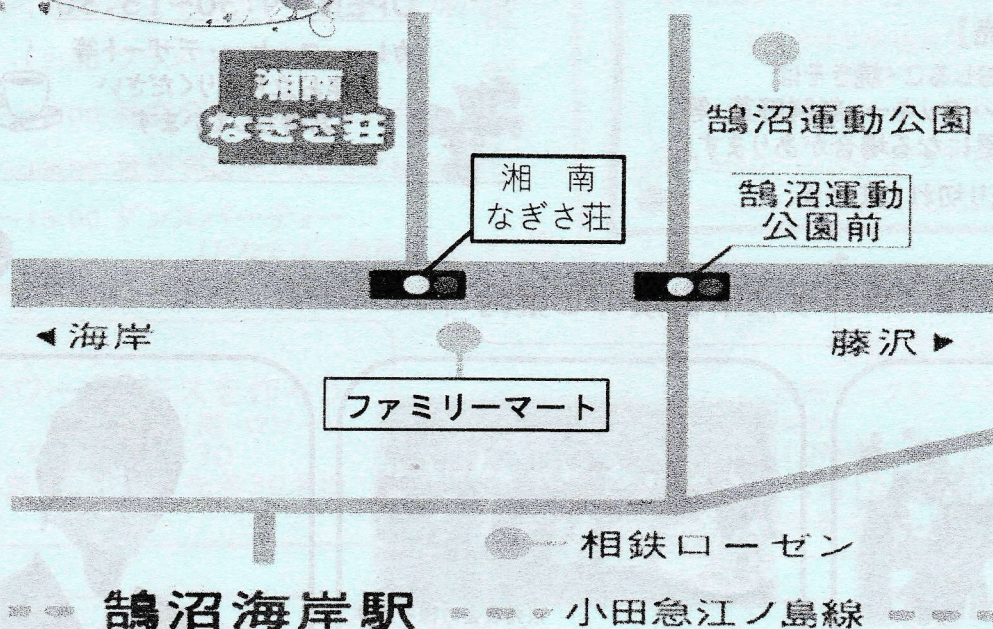 湘南
なぎさ荘
鵠沼運動公園
湘 南
なぎさ荘
鵠沼運動
公園前
◀海岸
藤沢▶
ファミリーマート
相鉄ローゼン
鵠沼海岸駅
小田急江ノ島線